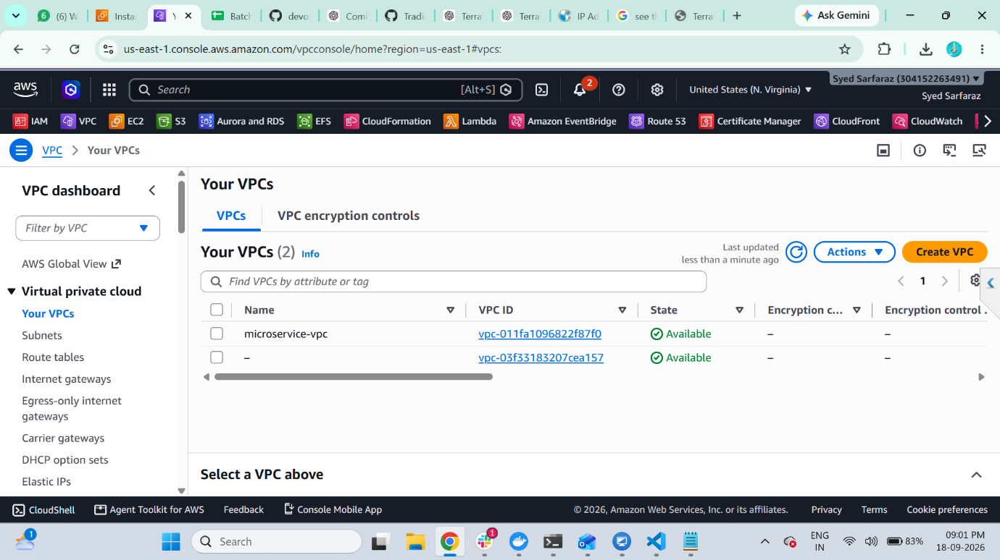 (6) W
Instan
Y
Batch
devo
Coml
Tradi
Terra
Terra
IP Ad
see th
Terra
Ask Gemini
us-east-1.console.aws.amazon.com/vpcconsole/home?region=us-east-1#vpcs:
aws
Search
[Alt+S]
2
United States (N. Virginia)
Syed Sarfaraz (304152263491)
Syed Sarfaraz
IAM
VPC
EC2
S3
Aurora and RDS
EFS
CloudFormation
Lambda
Amazon EventBridge
Route 53
Certificate Manager
CloudFront
CloudWatch
VPC
Your VPCs
VPC dashboard
Filter by VPC
AWS Global View
Virtual private cloud
Your VPCs
Subnets
Route tables
Internet gateways
Egress-only internet
gateways
Carrier gateways
DHCP option sets
Elastic IPs
Your VPCs
VPCs
VPC encryption controls
Your VPCs (2) Info
Last updated
less than a minute ago
Actions
Create VPC
Find VPCs by attribute or tag
1
Name
VPC ID
State
Encryption c...
Encryption control .
microservice-vpc
vpc-011fa1096822f87f0
Available
–
–
–
vpc-03f33183207cea157
Available
–
–
Select a VPC above
CloudShell
Agent Toolkit for AWS
Feedback
Console Mobile App
© 2026, Amazon Web Services, Inc. or its affiliates.
Privacy
Terms
Cookie preferences
1
Search
1
ENG
IN
83%
09:01 PM
18-09-2026